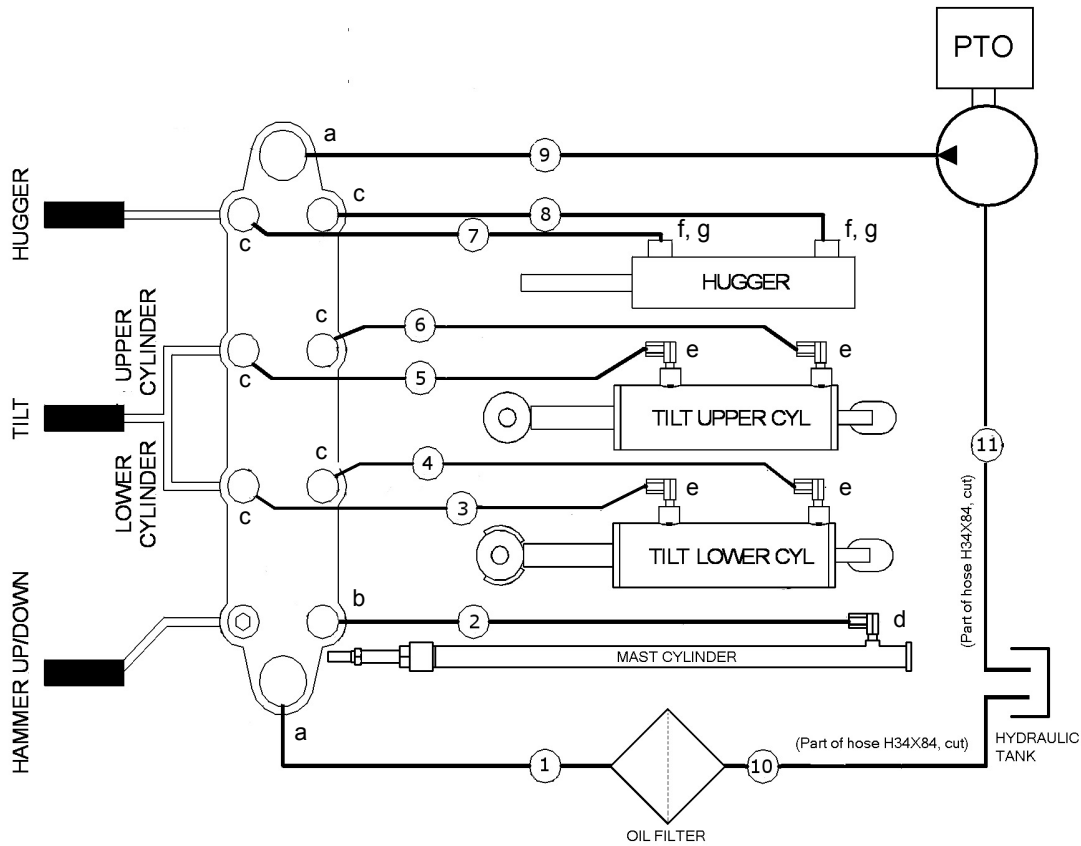 PTO
a
9
HUGGER
c
8
7
f, g
f, g
c
HUGGER
UPPER
CYLINDER
c
6
e
e
5
c
TILT
TILT UPPER CYL
11
LOWER
CYLINDER
c
4
e
e
3
c
TILT LOWER CYL
(Part of hose H34X84, cut)
HAMMER UP/DOWN
b
2
d
MAST CYLINDER
a
(Part of hose H34X84, cut)
HYDRAULIC
TANK
1
10
OIL FILTER